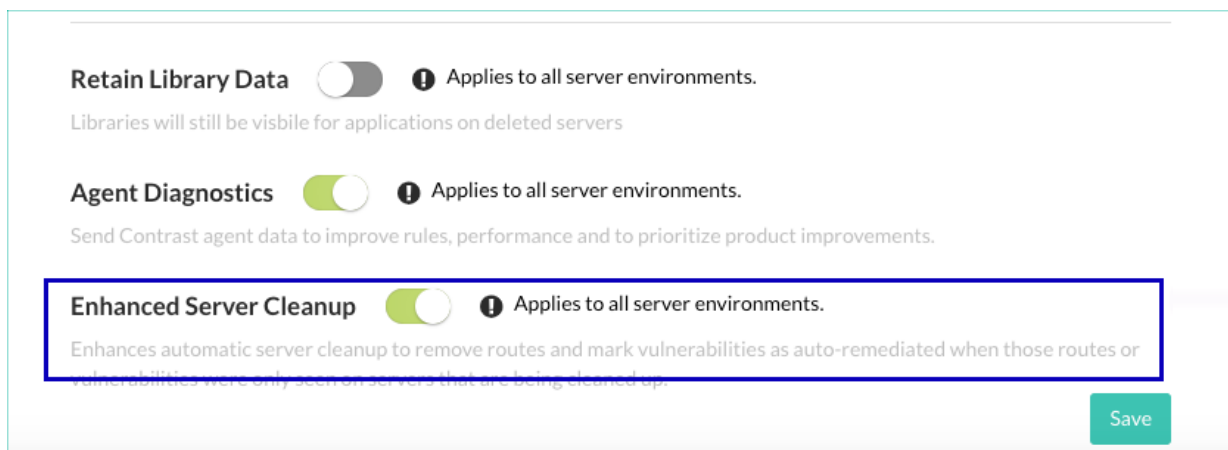 Retain Library Data Applies to all server environments.
Libraries will still be visbile for applications on deleted servers
Agent Diagnostics Applies to all server environments.
Send Contrast agent data to improve rules, performance and to prioritize product improvements.
Enhanced Server Cleanup Applies to all server environments.
Enhances automatic server cleanup to remove routes and mark vulnerabilities as auto-remediated when those routes or
vulnerabilities were only seen on servers that are being cleaned up.
Save